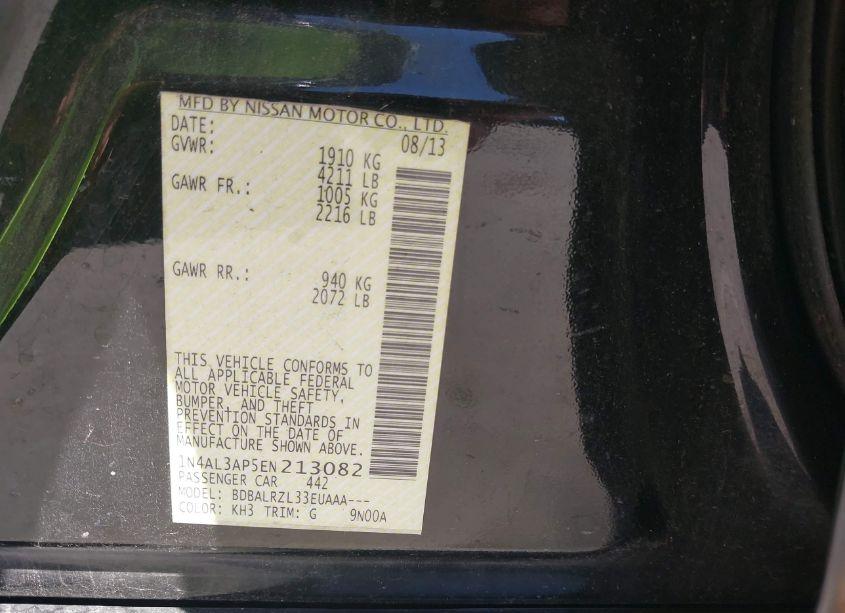 MFD BY NISSAN MOTOR CO., LTD.
DATE: 08/13
GVWR: 1910 KG
4211 LB
GAWR FR.: 1005 KG
2216 LB
GAWR RR.: 940 KG
2072 LB
THIS VEHICLE CONFORMS TO
ALL APPLICABLE FEDERAL
MOTOR VEHICLE SAFETY,
BUMPER, AND THEFT
PREVENTION STANDARDS IN
EFFECT ON THE DATE OF
MANUFACTURE SHOWN ABOVE.
1N4AL3AP5EN213082
PASSENGER CAR 442
MODEL: BDBALRZL33EUAAA---
COLOR: KH3 TRIM: G 9N00A